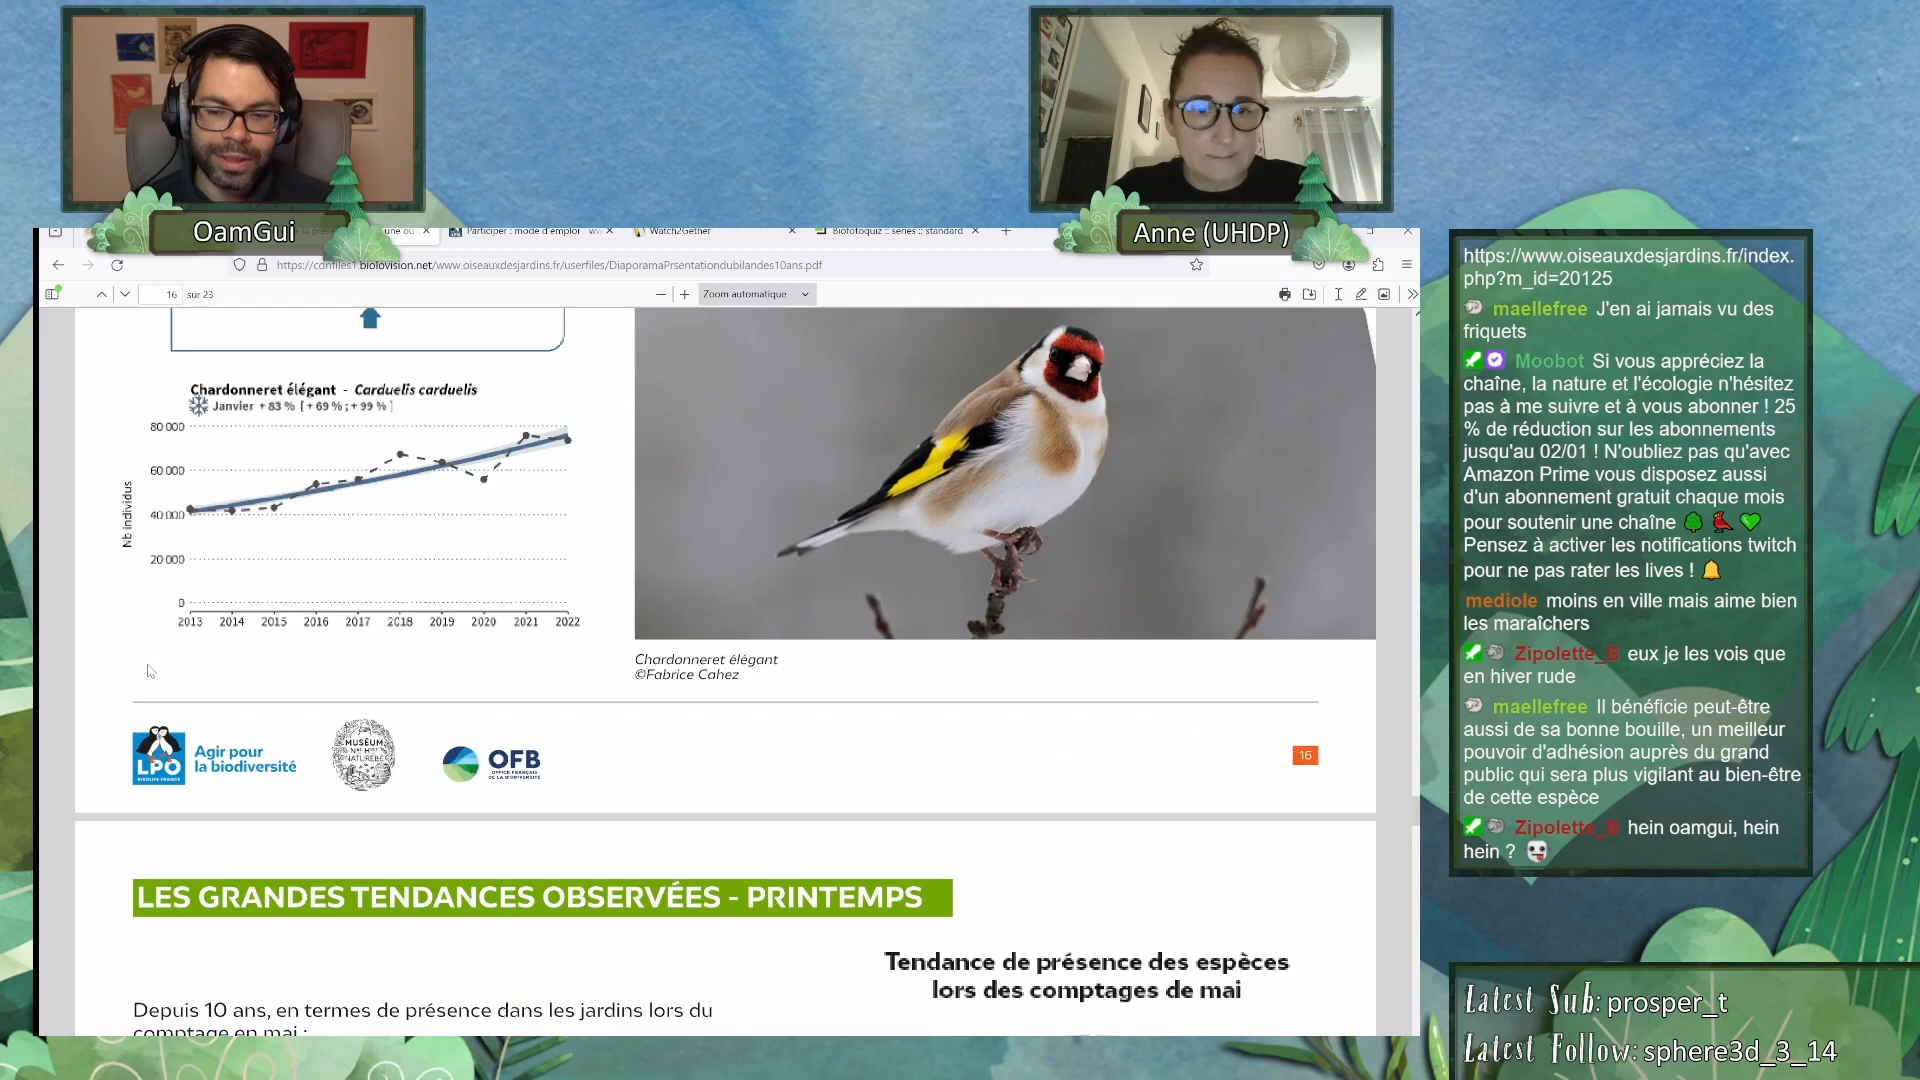 OamGui
Anne (UHDP)
Participer : mode d'emploi
Watch2Gether
Biofotoquiz :: séries :: standard
https://cdnfiles1.biolovision.net/www.oiseauxdesjardins.fr/userfiles/DiaporamaPrsentationdubilandes10ans.pdf
16 sur 23
Zoom automatique
Chardonneret élégant - Carduelis carduelis
Janvier + 83 % [ + 69 % ; + 99 % ]
Nb individus
80 000
60 000
40 000
20 000
0
2013 2014 2015 2016 2017 2018 2019 2020 2021 2022
Chardonneret élégant
©Fabrice Cahez
LPO
Agir pour
la biodiversité
MUSÉUM
OFB
OFFICE FRANÇAIS
DE LA BIODIVERSITÉ
16
LES GRANDES TENDANCES OBSERVÉES - PRINTEMPS
Tendance de présence des espèces
lors des comptages de mai
Depuis 10 ans, en termes de présence dans les jardins lors du
comptage en mai :
https://www.oiseauxdesjardins.fr/index.
php?m_id=20125
maellefree J'en ai jamais vu des
friquets
Moobot Si vous appréciez la
chaîne, la nature et l'écologie n'hésitez
pas à me suivre et à vous abonner ! 25
% de réduction sur les abonnements
jusqu'au 02/01 ! N'oubliez pas qu'avec
Amazon Prime vous disposez aussi
d'un abonnement gratuit chaque mois
pour soutenir une chaîne
Pensez à activer les notifications twitch
pour ne pas rater les lives !
mediole moins en ville mais aime bien
les maraîchers
Zipolette_B eux je les vois que
en hiver rude
maellefree Il bénéficie peut-être
aussi de sa bonne bouille, un meilleur
pouvoir d'adhésion auprès du grand
public qui sera plus vigilant au bien-être
de cette espèce
Zipolette_B hein oamgui, hein
hein ?
Latest Sub: prosper_t
Latest Follow: sphere3d_3_14